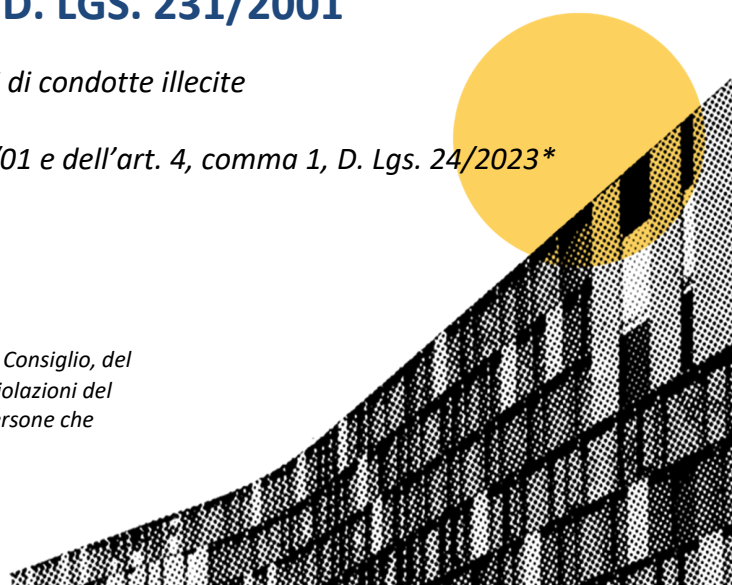 D. LGS. 231/2001
di condotte illecite
/01 e dell’art. 4, comma 1, D. Lgs. 24/2023*
Consiglio, del
iolazioni del
ersone che